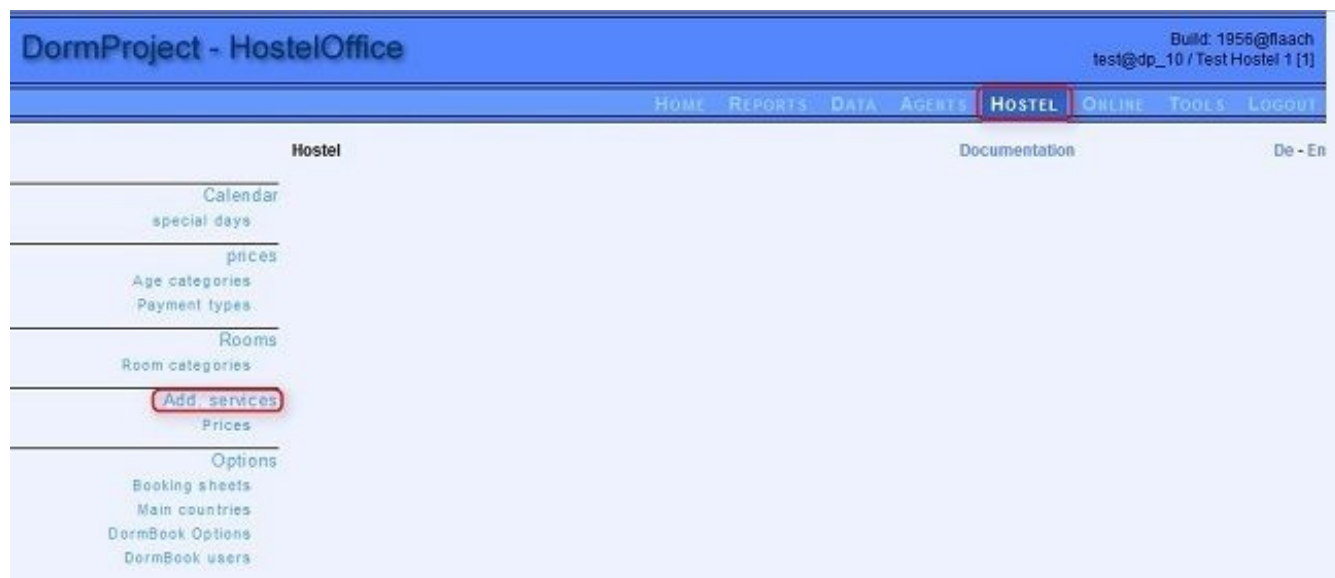 DormProject - HostelOffice
Build: 1956@flaach
test@dp_10 / Test Hostel 1 [1]
HOME REPORTS DATA AGENTS HOSTEL ONLINE TOOLS LOGOUT
Hostel Documentation De - En
Calendar
special days
prices
Age categories
Payment types
Rooms
Room categories
Add. services
Prices
Options
Booking sheets
Main countries
DormBook Options
DormBook users